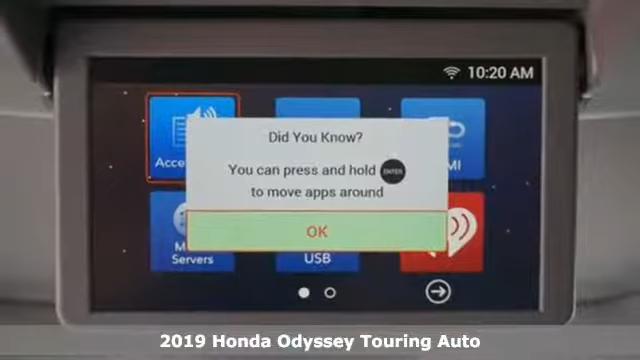 10:20 AM
Did You Know?
You can press and hold ENTER
to move apps around
OK
USB
Servers
2019 Honda Odyssey Touring Auto